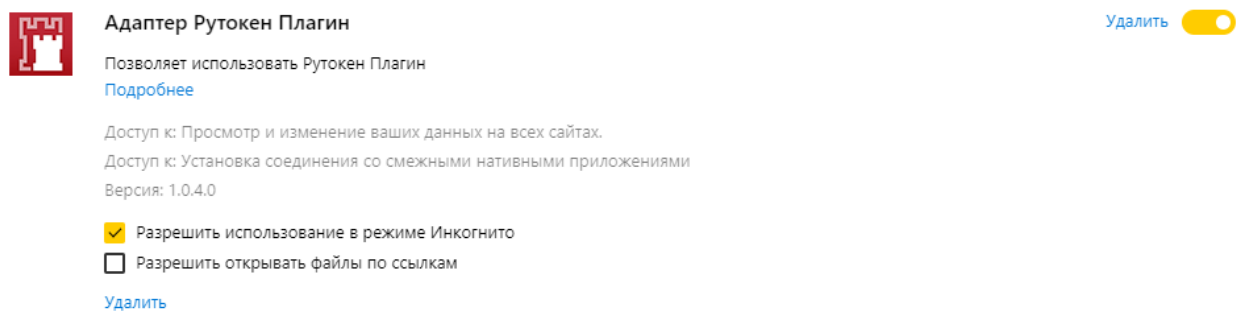 Адаптер Рутокен Плагин
Удалить
Позволяет использовать Рутокен Плагин
Подробнее
Доступ к: Просмотр и изменение ваших данных на всех сайтах.
Доступ к: Установка соединения со смежными нативными приложениями
Версия: 1.0.4.0
Разрешить использование в режиме Инкогнито
Разрешить открывать файлы по ссылкам
Удалить